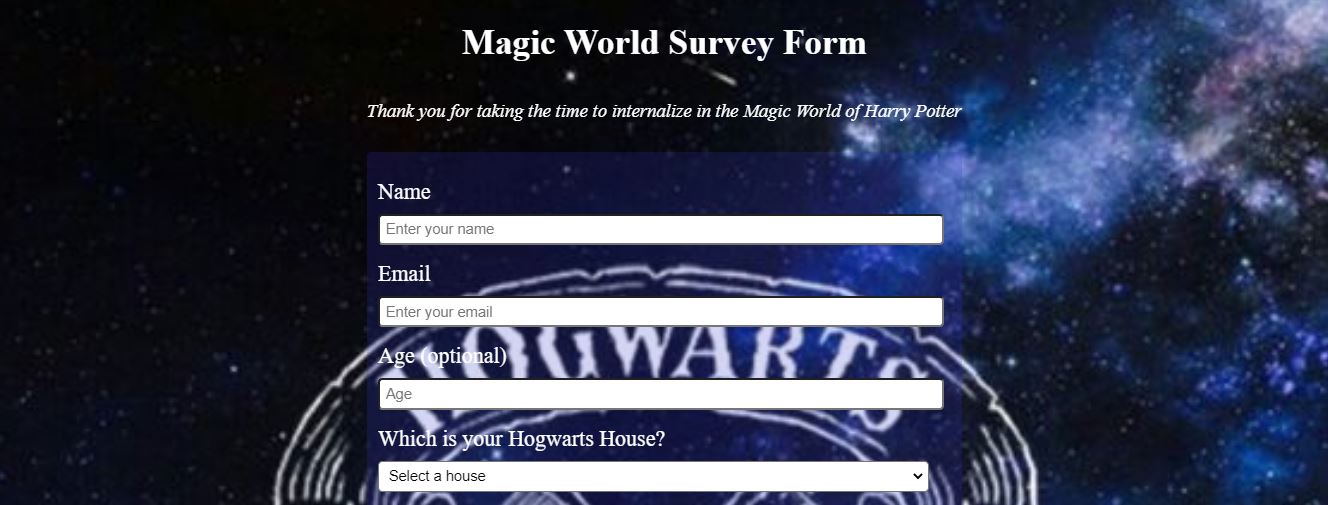 Magic World Survey Form
Thank you for taking the time to internalize in the Magic World of Harry Potter
Name
Enter your name
Email
Enter your email
HOGWARTS
Age (optional)
Age
Which is your Hogwarts House?
Select a house